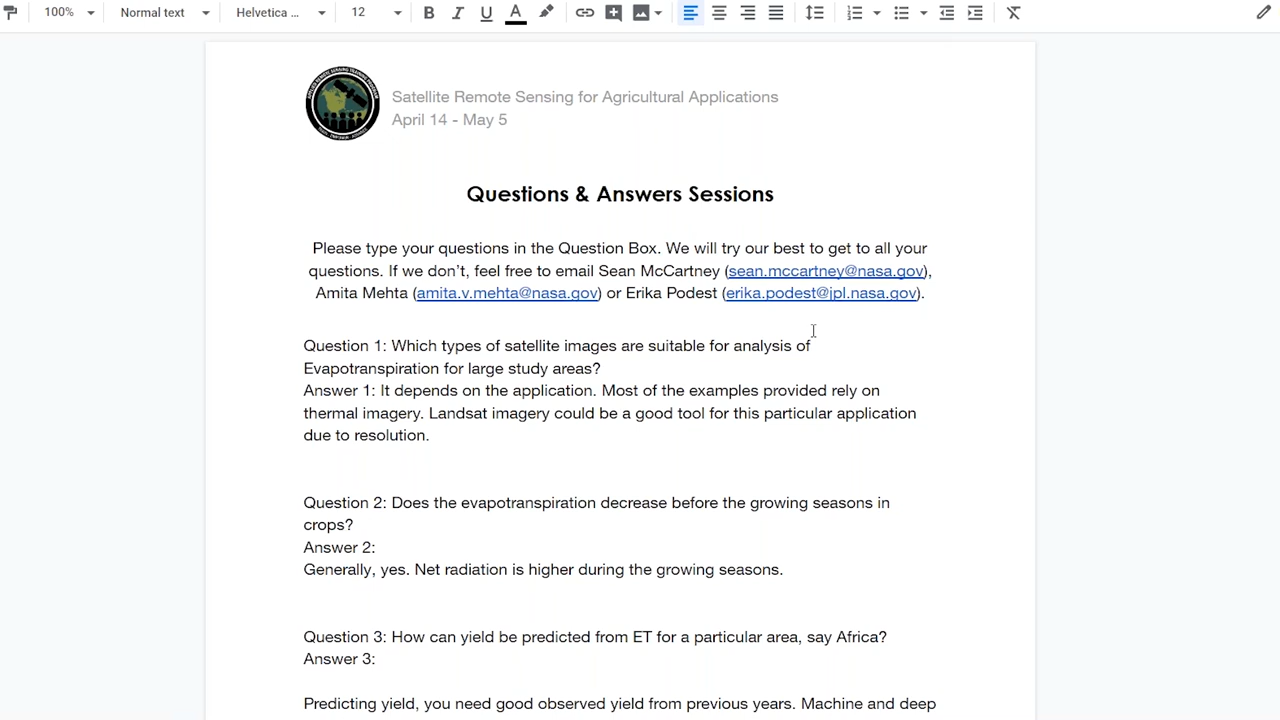 100% Normal text Helvetica ... 12 B I U A
Satellite Remote Sensing for Agricultural Applications
April 14 - May 5
Questions & Answers Sessions
Please type your questions in the Question Box. We will try our best to get to all your
questions. If we don’t, feel free to email Sean McCartney (sean.mccartney@nasa.gov),
Amita Mehta (amita.v.mehta@nasa.gov) or Erika Podest (erika.podest@jpl.nasa.gov).
Question 1: Which types of satellite images are suitable for analysis of
Evapotranspiration for large study areas?
Answer 1: It depends on the application. Most of the examples provided rely on
thermal imagery. Landsat imagery could be a good tool for this particular application
due to resolution.
Question 2: Does the evapotranspiration decrease before the growing seasons in
crops?
Answer 2:
Generally, yes. Net radiation is higher during the growing seasons.
Question 3: How can yield be predicted from ET for a particular area, say Africa?
Answer 3:
Predicting yield, you need good observed yield from previous years. Machine and deep